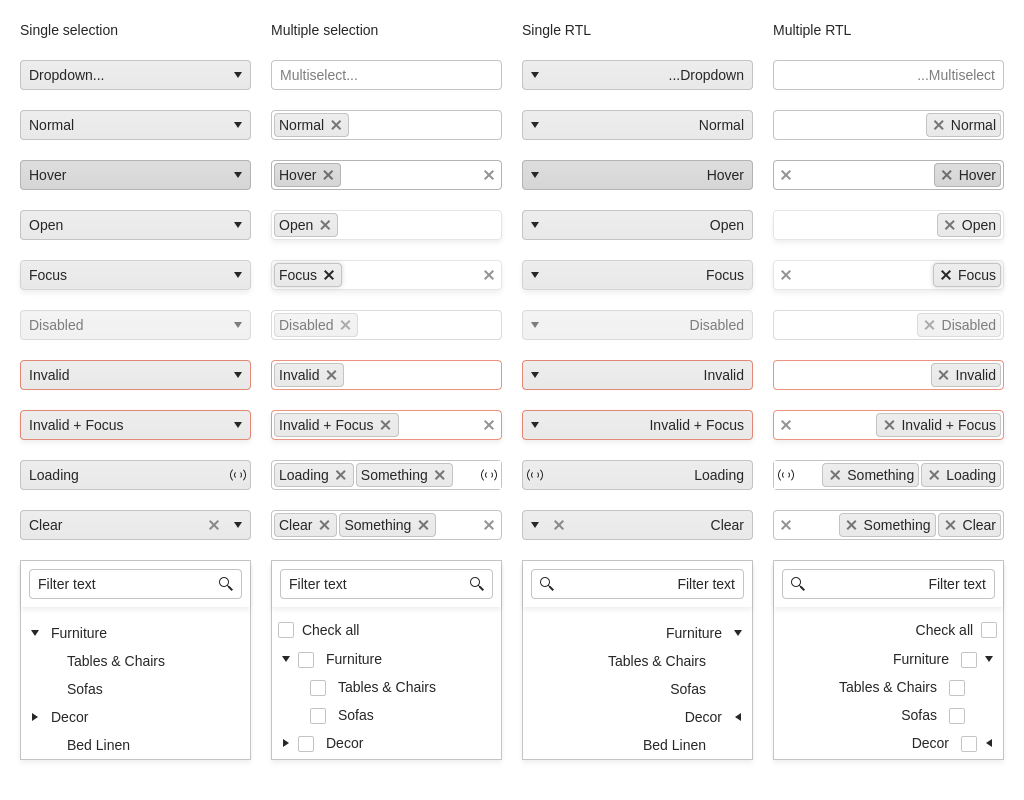 Single selection Multiple selection Single RTL Multiple RTL
Dropdown... Multiselect... ...Dropdown ...Multiselect
Normal Normal Normal Normal
Hover Hover Hover Hover
Open Open Open Open
Focus Focus Focus Focus
Disabled Disabled Disabled Disabled
Invalid Invalid Invalid Invalid
Invalid + Focus Invalid + Focus Invalid + Focus Invalid + Focus
Loading Loading Something Loading Something Loading
Clear Clear Something Clear Something Clear
Filter text Filter text Filter text Filter text
Furniture Check all Furniture Check all
Tables & Chairs Furniture Tables & Chairs Furniture
Sofas Tables & Chairs Sofas Tables & Chairs
Decor Sofas Decor Sofas
Bed Linen Decor Bed Linen Decor